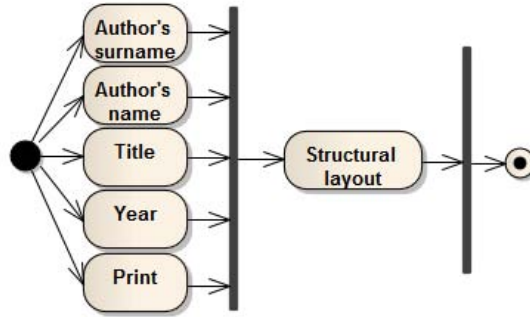 Author's
surname
Author's
name
Title
Year
Print
Structural
layout